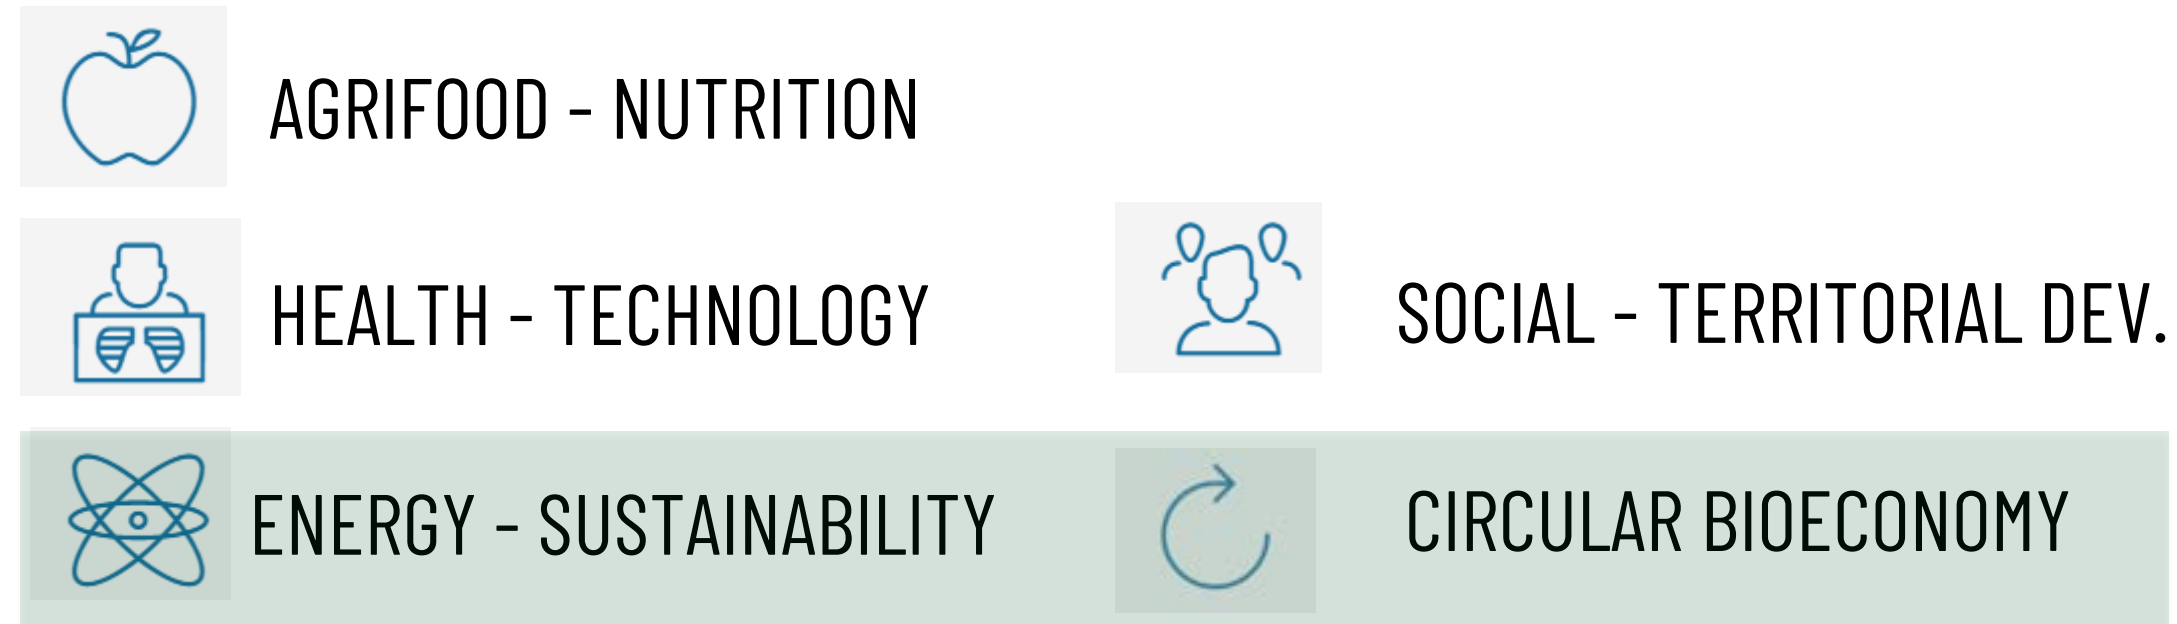 AGRIFOOD - NUTRITION
HEALTH - TECHNOLOGY
SOCIAL - TERRITORIAL DEV.
ENERGY - SUSTAINABILITY
CIRCULAR BIOECONOMY